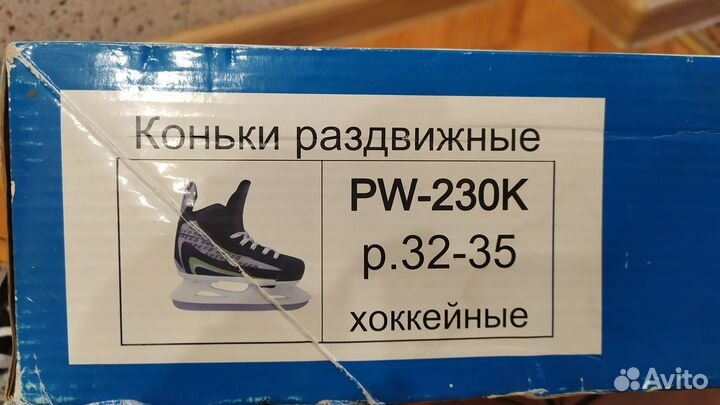 Коньки раздвижные
PW-230K
р.32-35
хоккейные
Avito